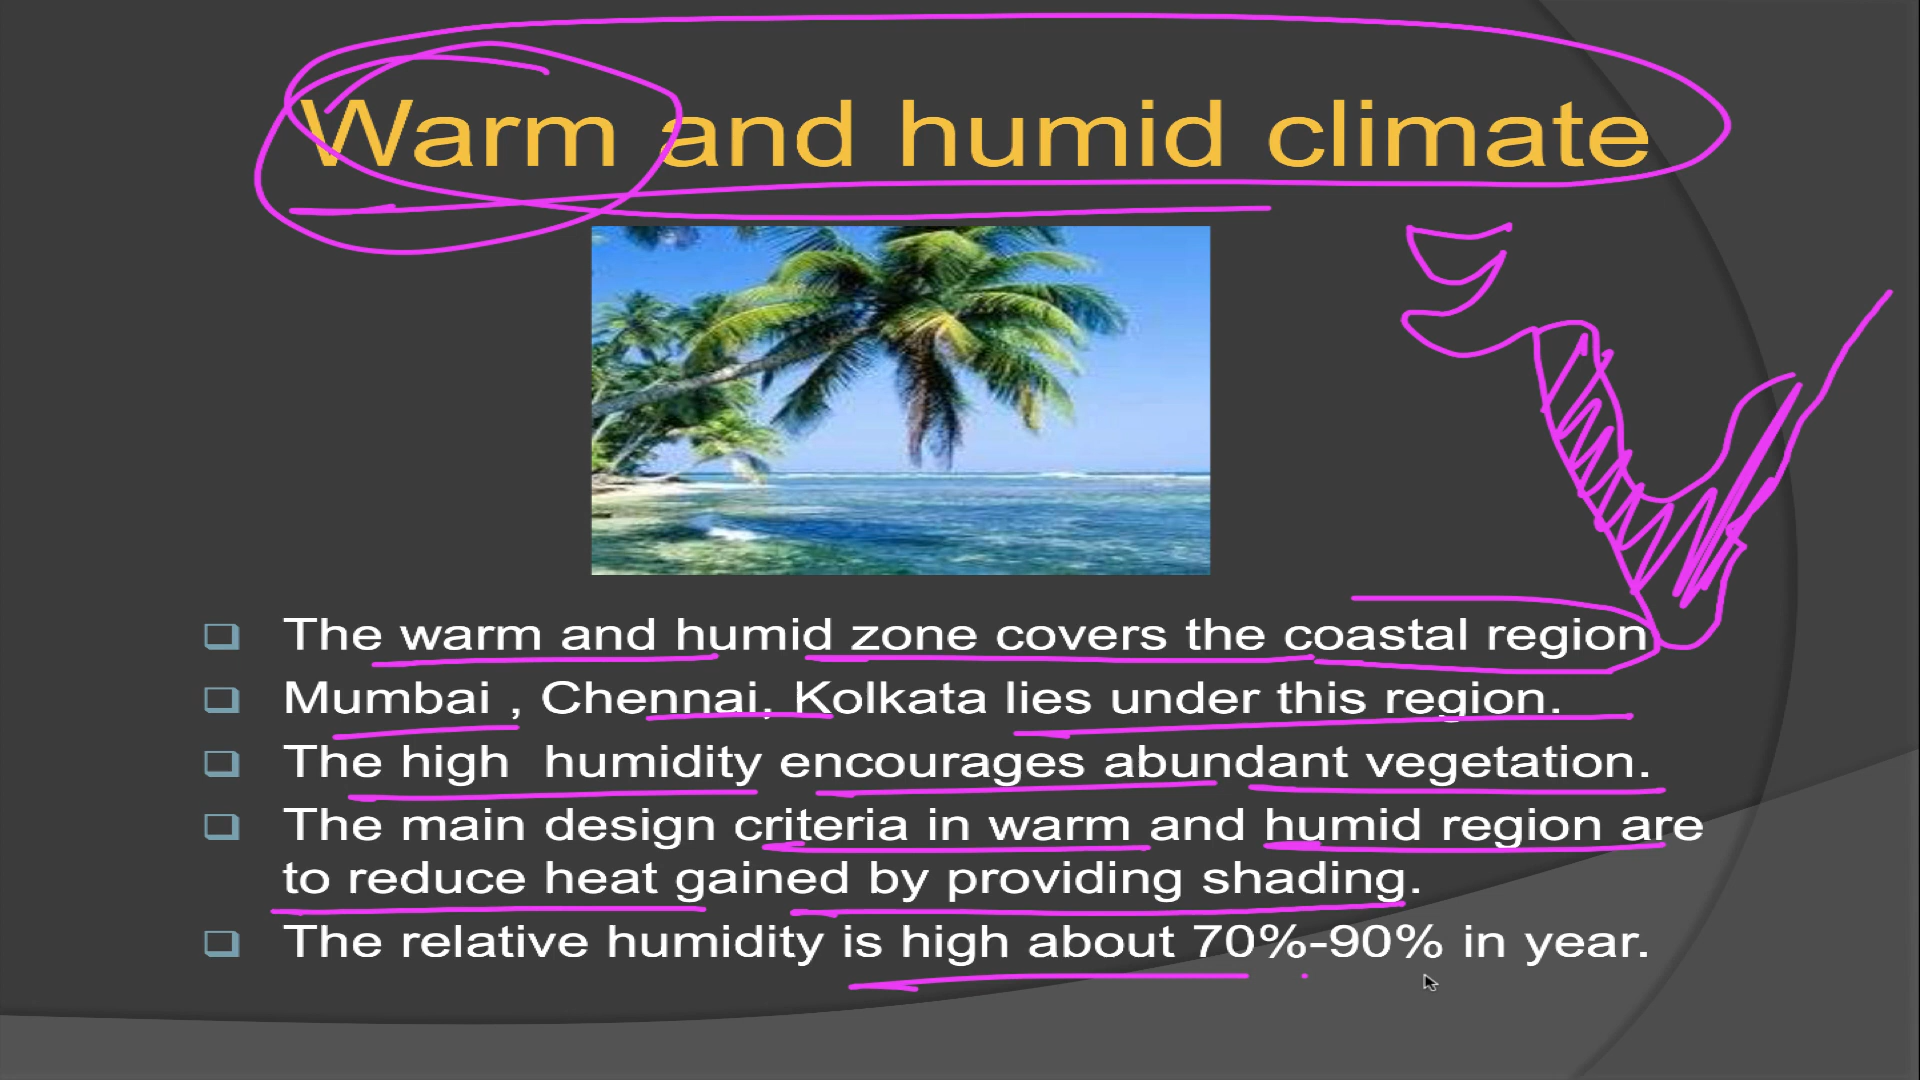 Warm and humid climate
The warm and humid zone covers the coastal region
Mumbai , Chennai, Kolkata lies under this region.
The high humidity encourages abundant vegetation.
The main design criteria in warm and humid region are
to reduce heat gained by providing shading.
The relative humidity is high about 70%-90% in year.